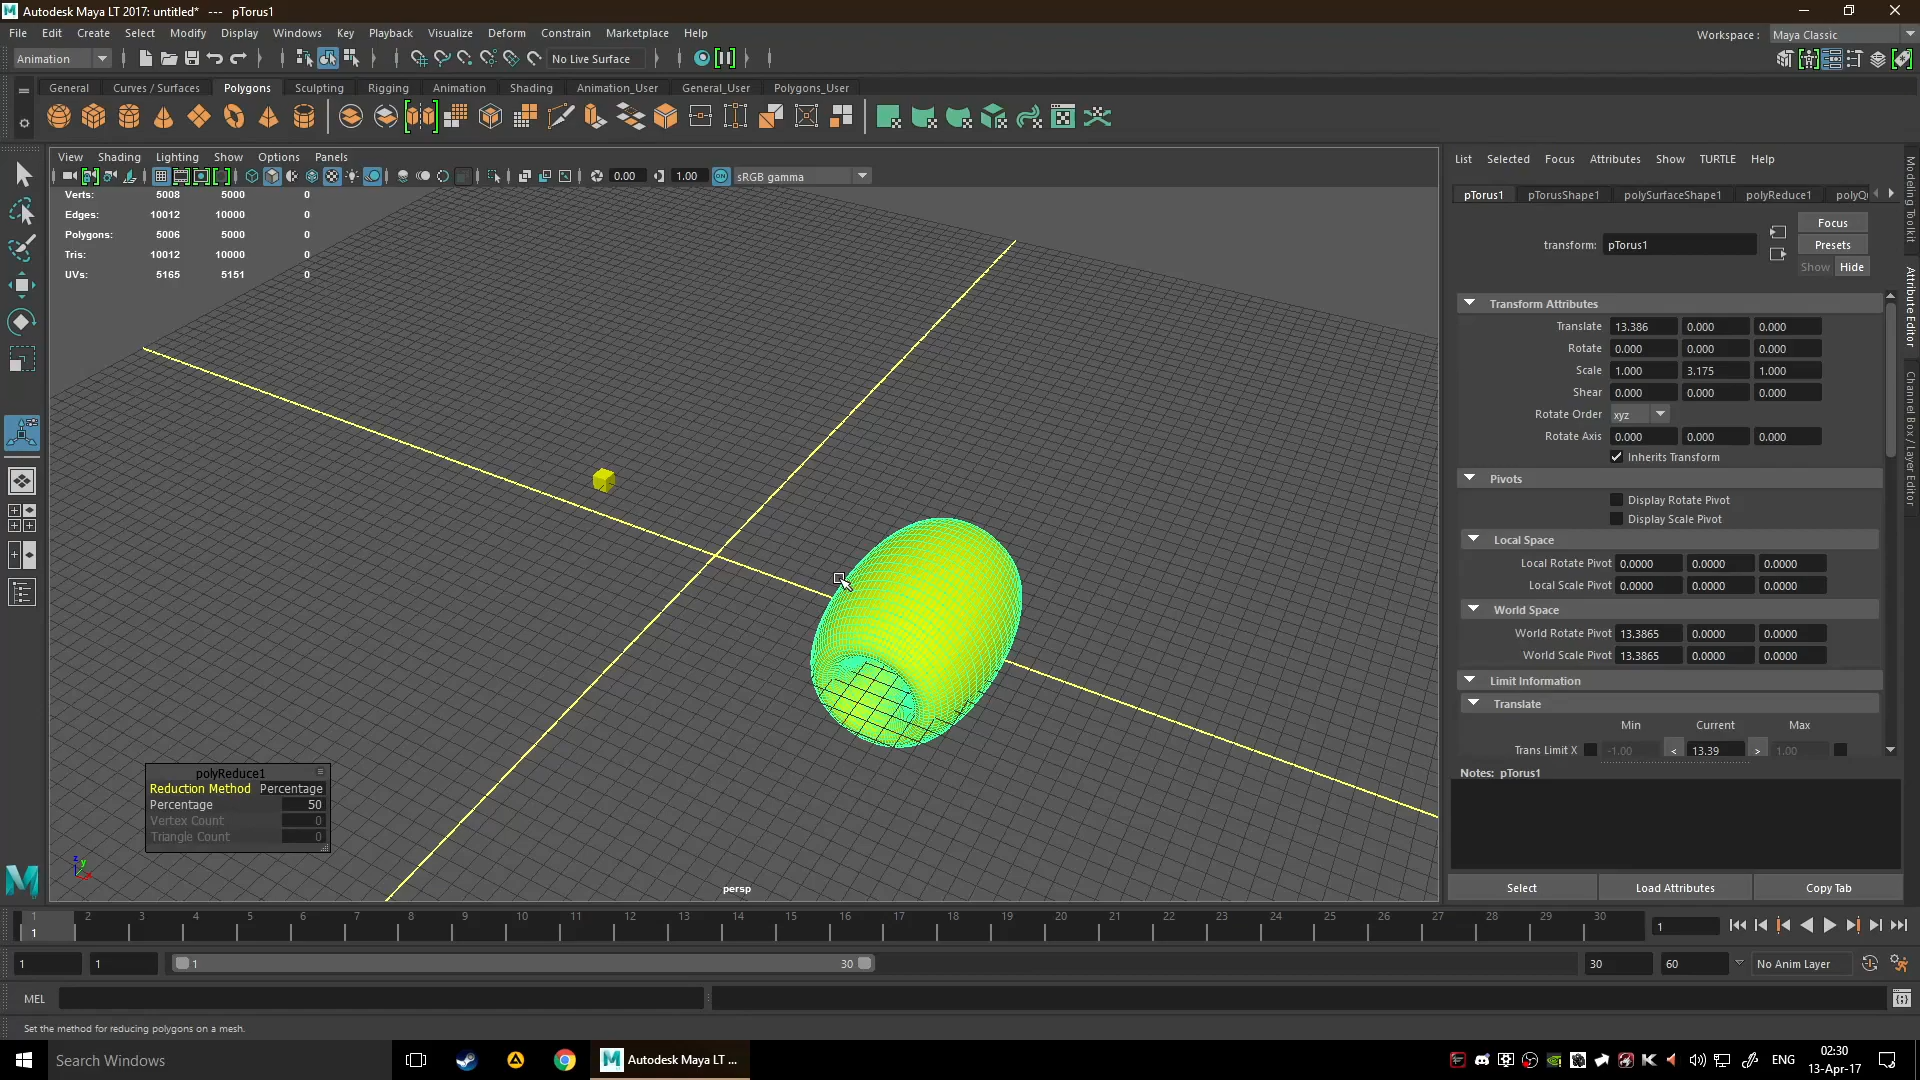 Autodesk Maya LT 2017: untitled*   ---   pTorus1
File Edit Create Select Modify Display Windows Key Playback Visualize Deform Constrain Marketplace Help
Workspace : Maya Classic
Animation No Live Surface
General Curves / Surfaces Polygons Sculpting Rigging Animation Shading Animation_User General_User Polygons_User
View Shading Lighting Show Options Panels
0.00 1.00 ON sRGB gamma
Verts: 5008 5000 0
Edges: 10012 10000 0
Polygons: 5006 5000 0
Tris: 10012 10000 0
UVs: 5165 5151 0
polyReduce1
Reduction Method Percentage
Percentage 50
Vertex Count 0
Triangle Count 0
persp
List Selected Focus Attributes Show TURTLE Help
pTorus1 pTorusShape1 polySurfaceShape1 polyReduce1 polyQ
Focus
transform: pTorus1 Presets
Show Hide
Transform Attributes
Translate 13.386 0.000 0.000
Rotate 0.000 0.000 0.000
Scale 1.000 3.175 1.000
Shear 0.000 0.000 0.000
Rotate Order xyz
Rotate Axis 0.000 0.000 0.000
Inherits Transform
Pivots
Display Rotate Pivot
Display Scale Pivot
Local Space
Local Rotate Pivot 0.0000 0.0000 0.0000
Local Scale Pivot 0.0000 0.0000 0.0000
World Space
World Rotate Pivot 13.3865 0.0000 0.0000
World Scale Pivot 13.3865 0.0000 0.0000
Limit Information
Translate
Min Current Max
Trans Limit X -1.00 < 13.39 > 1.00
Notes: pTorus1
Select Load Attributes Copy Tab
Modeling Toolkit
Attribute Editor
Channel Box / Layer Editor
1 2 3 4 5 6 7 8 9 10 11 12 13 14 15 16 17 18 19 20 21 22 23 24 25 26 27 28 29 30
1 1
1 1 1 30 30 60 No Anim Layer
MEL
Set the method for reducing polygons on a mesh.
Search Windows Autodesk Maya LT ... ENG 02:30
13-Apr-17